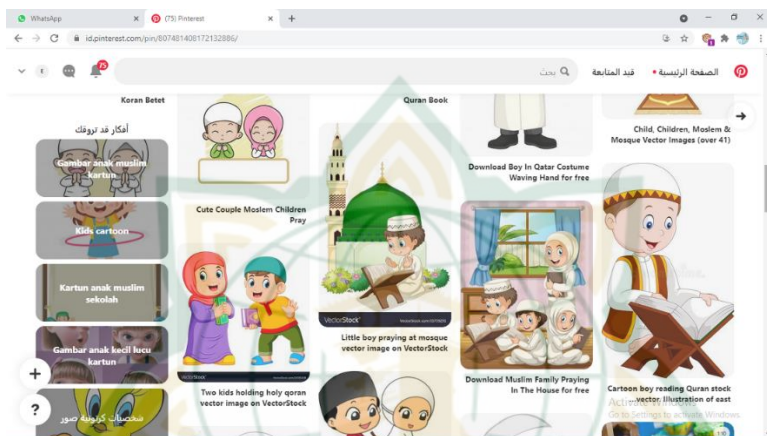 WhatsApp
(75) Pinterest
id.pinterest.com/pin/807481408172132886/
75
بحث
قيد المتابعة
الصفحة الرئيسية
أفكار قد تروقك
Gambar anak muslim
kartun
Kids cartoon
Kartun anak muslim
sekolah
Gambar anak kecil lucu
kartun
شخصيات كرتونية صور
Koran Betet
Cute Couple Moslem Children
Pray
VectorStock
Two kids holding holy qoran
vector image on VectorStock
Quran Book
VectorStock
Little boy praying at mosque
vector image on VectorStock
Download Boy In Qatar Costume
Waving Hand for free
Download Muslim Family Praying
In The House for free
Child, Children, Moslem &
Mosque Vector Images (over 41)
Cartoon boy reading Quran stock
vector. Illustration of east...
Activate Windows
Go to Settings to activate Windows.